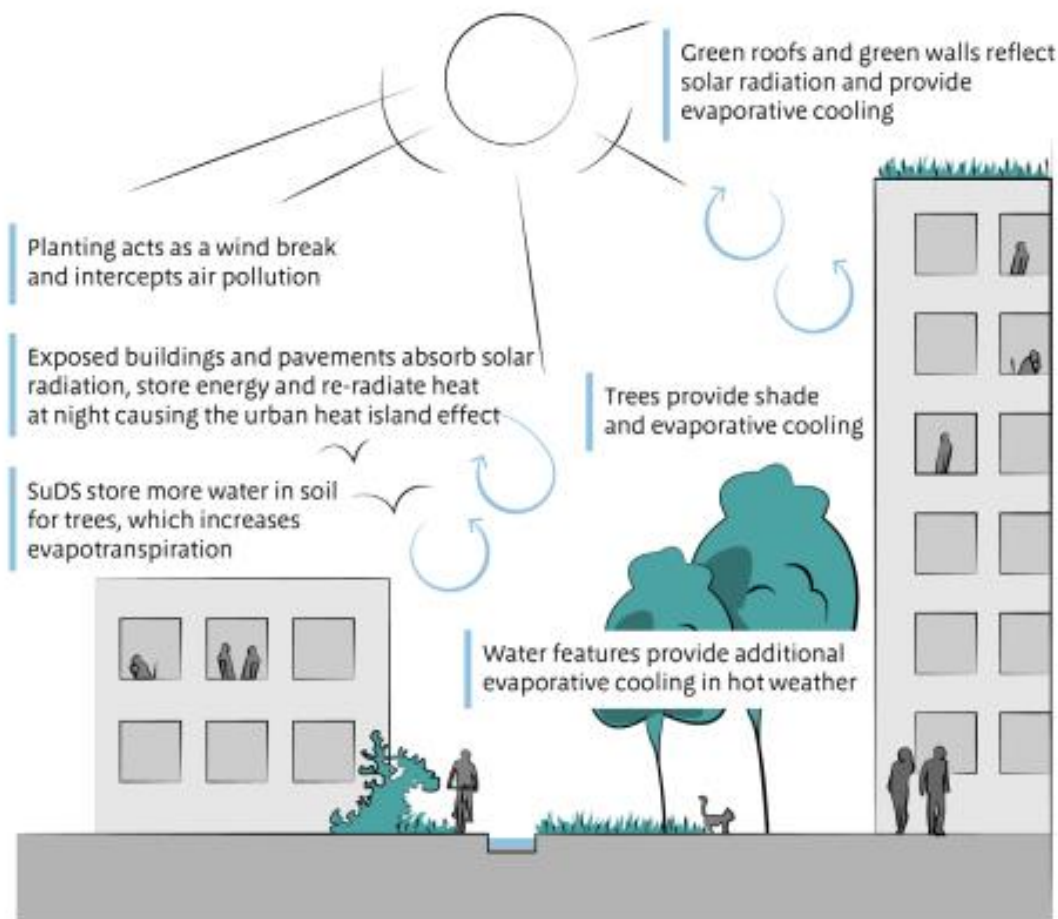 Green roofs and green walls reflect
solar radiation and provide
evaporative cooling
Planting acts as a wind break
and intercepts air pollution
Exposed buildings and pavements absorb solar
radiation, store energy and re-radiate heat
at night causing the urban heat island effect
Trees provide shade
and evaporative cooling
SuDS store more water in soil
for trees, which increases
evapotranspiration
Water features provide additional
evaporative cooling in hot weather